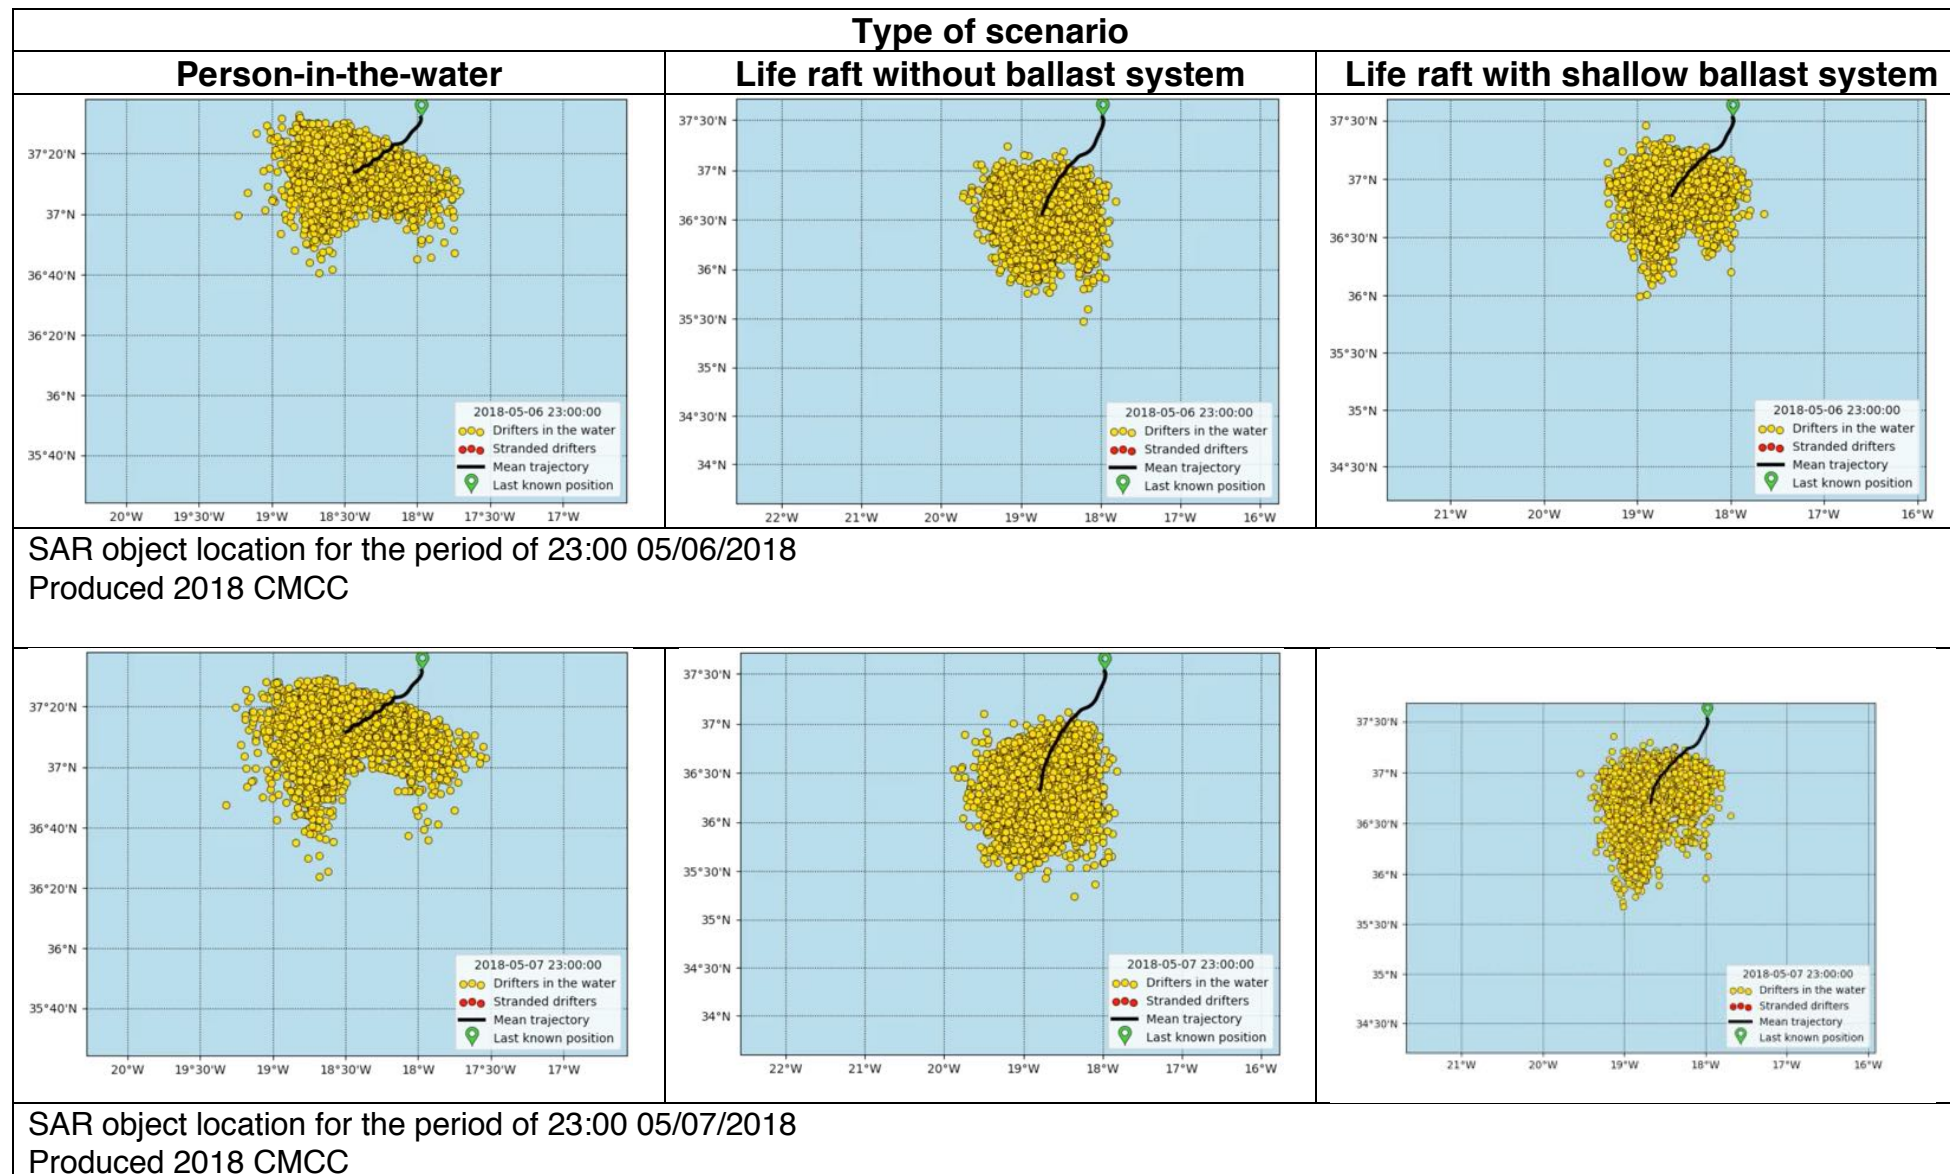 Type of scenario
Person-in-the-water
Life raft without ballast system
Life raft with shallow ballast system
37°20'N
37°N
36°40'N
36°20'N
36°N
35°40'N
20°W 19°30'W 19°W 18°30'W 18°W 17°30'W 17°W
2018-05-06 23:00:00
Drifters in the water
Stranded drifters
Mean trajectory
Last known position
37°30'N
37°N
36°30'N
36°N
35°30'N
35°N
34°30'N
34°N
22°W 21°W 20°W 19°W 18°W 17°W 16°W
2018-05-06 23:00:00
Drifters in the water
Stranded drifters
Mean trajectory
Last known position
37°30'N
37°N
36°30'N
36°N
35°30'N
35°N
34°30'N
21°W 20°W 19°W 18°W 17°W 16°W
2018-05-06 23:00:00
Drifters in the water
Stranded drifters
Mean trajectory
Last known position
SAR object location for the period of 23:00 05/06/2018
Produced 2018 CMCC
37°20'N
37°N
36°40'N
36°20'N
36°N
35°40'N
20°W 19°30'W 19°W 18°30'W 18°W 17°30'W 17°W
2018-05-07 23:00:00
Drifters in the water
Stranded drifters
Mean trajectory
Last known position
37°30'N
37°N
36°30'N
36°N
35°30'N
35°N
34°30'N
34°N
22°W 21°W 20°W 19°W 18°W 17°W 16°W
2018-05-07 23:00:00
Drifters in the water
Stranded drifters
Mean trajectory
Last known position
37°30'N
37°N
36°30'N
36°N
35°30'N
35°N
34°30'N
21°W 20°W 19°W 18°W 17°W 16°W
2018-05-07 23:00:00
Drifters in the water
Stranded drifters
Mean trajectory
Last known position
SAR object location for the period of 23:00 05/07/2018
Produced 2018 CMCC